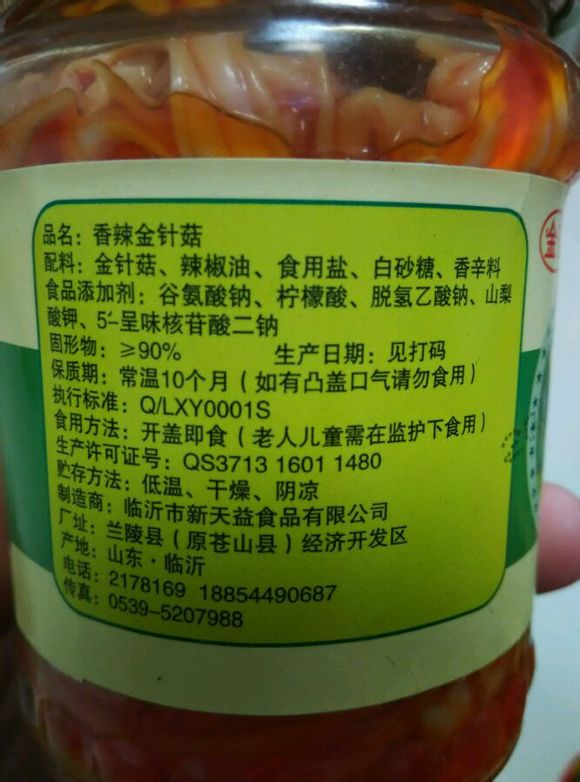 品名：香辣金针菇
配料：金针菇、辣椒油、食用盐、白砂糖、香辛料
食品添加剂：谷氨酸钠、柠檬酸、脱氢乙酸钠、山梨
酸钾、5′-呈味核苷酸二钠
固形物：≥90% 生产日期：见打码
保质期：常温10个月（如有凸盖口气请勿食用）
执行标准：Q/LXY0001S
食用方法：开盖即食（老人儿童需在监护下食用）
生产许可证号：QS3713 1601 1480
贮存方法：低温、干燥、阴凉
制造商：临沂市新天益食品有限公司
厂址：兰陵县（原苍山县）经济开发区
产地：山东·临沂
电话：2178169 18854490687
传真：0539-5207988